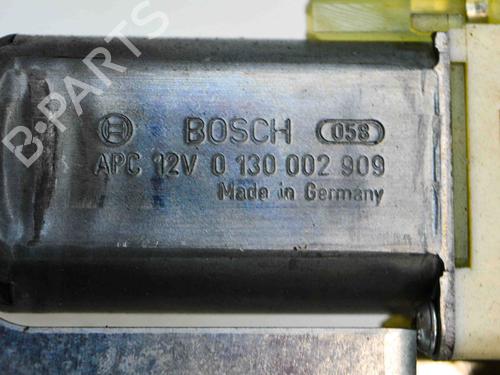 B-PARTS
BOSCH 058
APC 12V 0 130 002 909
Made in Germany